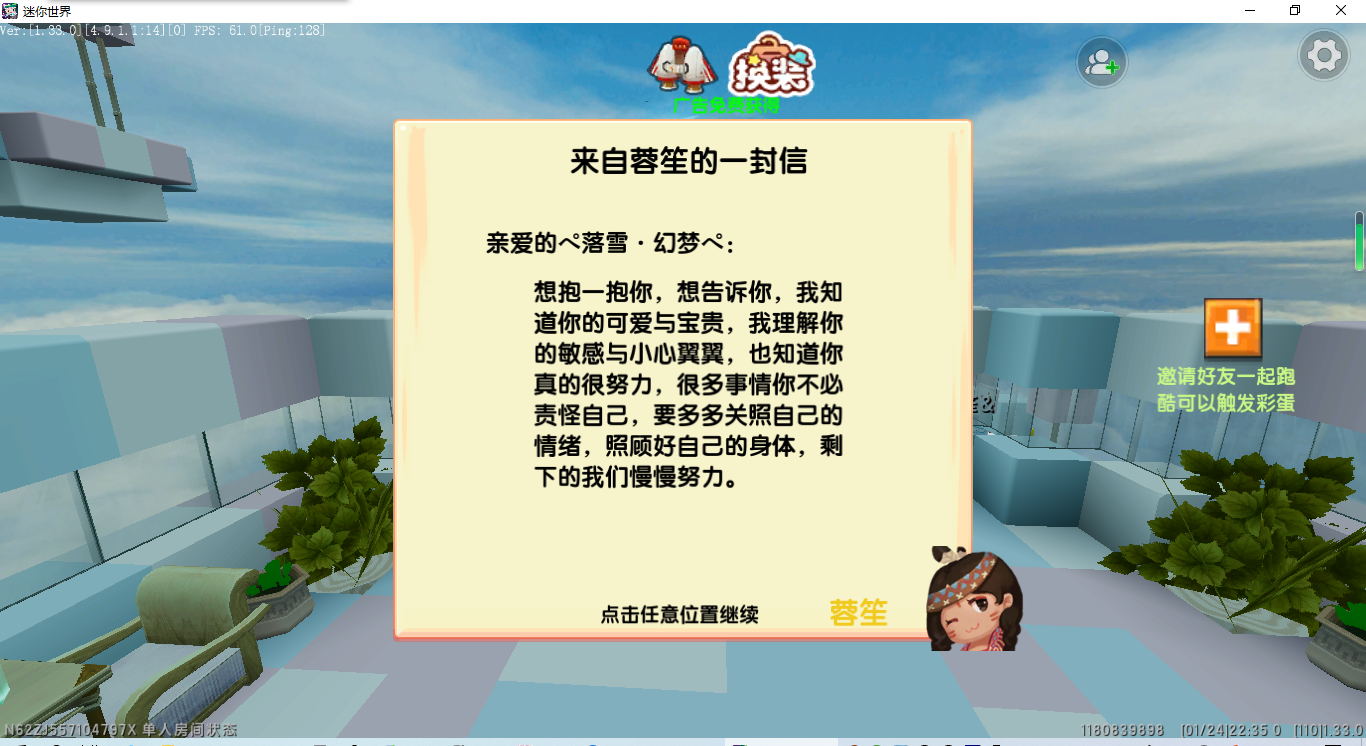 迷你世界
Ver:[1.33.0][4.9.1.1:14][0] FPS: 61.0[Ping:128]
换装
广告免费获得
来自蓉笙的一封信
亲爱的ペ落雪·幻梦ペ：
想抱一抱你，想告诉你，我知
道你的可爱与宝贵，我理解你
的敏感与小心翼翼，也知道你
真的很努力，很多事情你不必
责怪自己，要多多关照自己的
情绪，照顾好自己的身体，剩
下的我们慢慢努力。
邀请好友一起跑
酷可以触发彩蛋
点击任意位置继续
蓉笙
N62ZJ557104797X 单人房间状态
1180839898 [01/24|22:35 0 [110|1.33.0